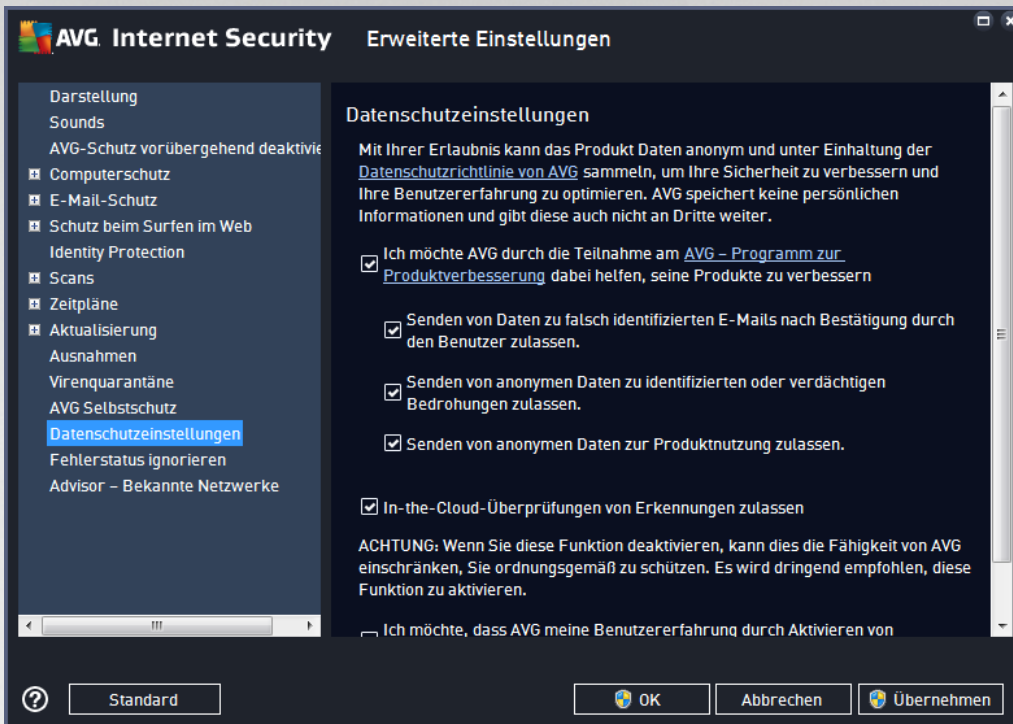 AVG. Internet Security Erweiterte Einstellungen
Darstellung
Sounds
AVG-Schutz vorübergehend deaktivie
Computerschutz
E-Mail-Schutz
Schutz beim Surfen im Web
Identity Protection
Scans
Zeitpläne
Aktualisierung
Ausnahmen
Virenquarantäne
AVG Selbstschutz
Datenschutzeinstellungen
Fehlerstatus ignorieren
Advisor – Bekannte Netzwerke
Datenschutzeinstellungen
Mit Ihrer Erlaubnis kann das Produkt Daten anonym und unter Einhaltung der
Datenschutzrichtlinie von AVG sammeln, um Ihre Sicherheit zu verbessern und
Ihre Benutzererfahrung zu optimieren. AVG speichert keine persönlichen
Informationen und gibt diese auch nicht an Dritte weiter.
Ich möchte AVG durch die Teilnahme am AVG – Programm zur
Produktverbesserung dabei helfen, seine Produkte zu verbessern
Senden von Daten zu falsch identifizierten E-Mails nach Bestätigung durch
den Benutzer zulassen.
Senden von anonymen Daten zu identifizierten oder verdächtigen
Bedrohungen zulassen.
Senden von anonymen Daten zur Produktnutzung zulassen.
In-the-Cloud-Überprüfungen von Erkennungen zulassen
ACHTUNG: Wenn Sie diese Funktion deaktivieren, kann dies die Fähigkeit von AVG
einschränken, Sie ordnungsgemäß zu schützen. Es wird dringend empfohlen, diese
Funktion zu aktivieren.
Ich möchte, dass AVG meine Benutzererfahrung durch Aktivieren von
Standard
OK
Abbrechen
Übernehmen